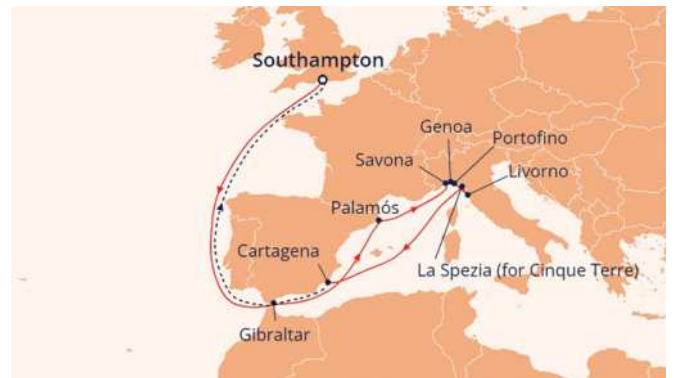 Southampton
Genoa
Portofino
Savona
Livorno
Palamós
Cartagena
La Spezia (for Cinque Terre)
Gibraltar